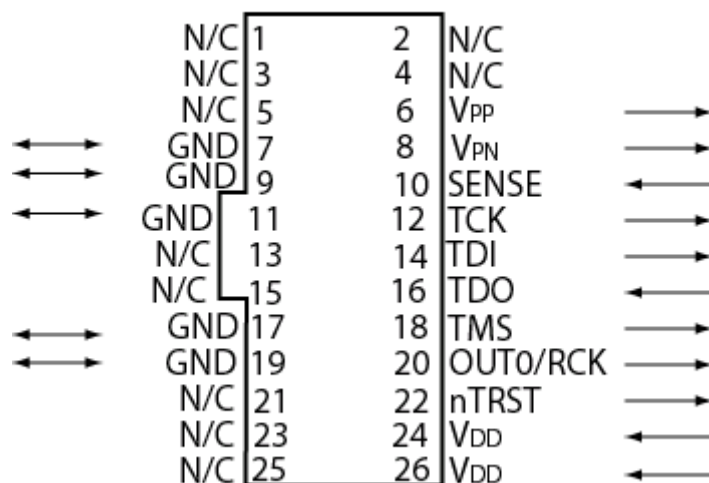 N/C 1 2 N/C
N/C 3 4 N/C
N/C 5 6 VPP
GND 7 8 VPN
GND 9 10 SENSE
GND 11 12 TCK
N/C 13 14 TDI
N/C 15 16 TDO
GND 17 18 TMS
GND 19 20 OUT0/RCK
N/C 21 22 nTRST
N/C 23 24 VDD
N/C 25 26 VDD